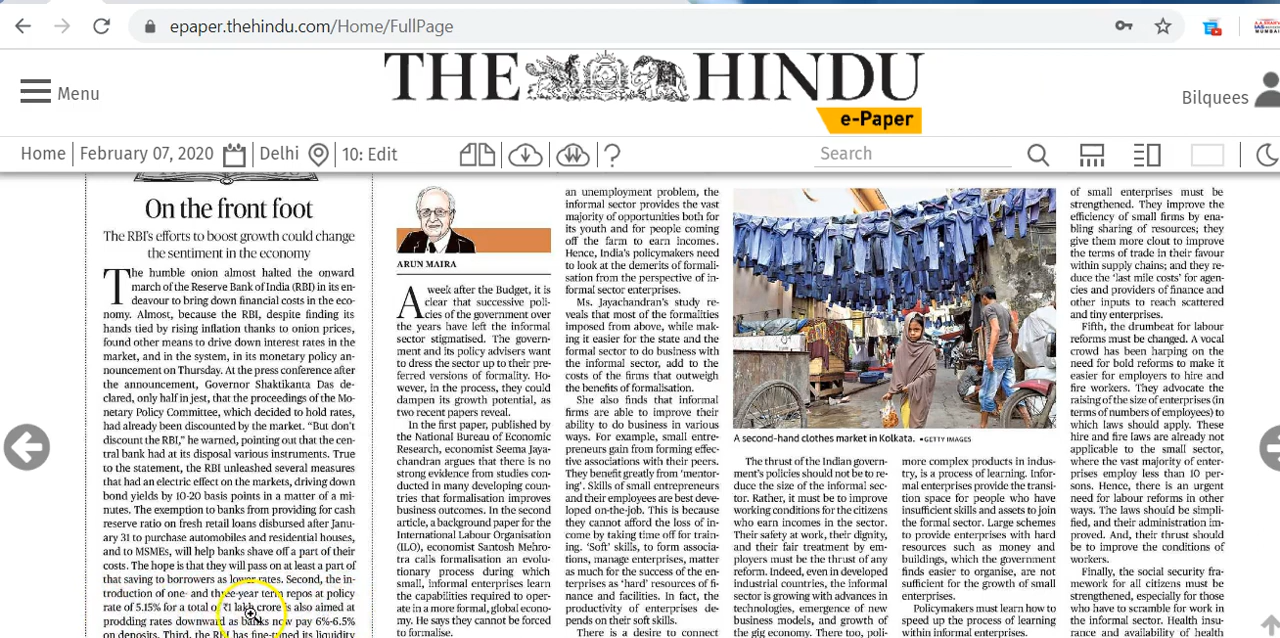 epaper.thehindu.com/Home/FullPage
THE HINDU
e-Paper
Menu
Bilquees
Home
February 07, 2020
Delhi
10: Edit
?
Search
On the front foot
The RBI's efforts to boost growth could change
the sentiment in the economy
The humble onion almost halted the onward
march of the Reserve Bank of India (RBI) in its en-
deavour to bring down financial costs in the eco-
nomy. Almost, because the RBI, despite finding its
hands tied by rising inflation thanks to onion prices,
found other means to drive down interest rates in the
market, and in the system, in its monetary policy an-
nouncement on Thursday. At the press conference after
the announcement, Governor Shaktikanta Das de-
clared, only half in jest, that the proceedings of the Mo-
netary Policy Committee, which decided to hold rates,
had already been discounted by the market. “But don't
discount the RBI,” he warned, pointing out that the cen-
tral bank had at its disposal various instruments. True
to the statement, the RBI unleashed several measures
that had an electric effect on the markets, driving down
bond yields by 10-20 basis points in a matter of a mi-
nutes. The exemption to banks from providing for cash
reserve ratio on fresh retail loans disbursed after Janu-
ary 31 to purchase automobiles and residential houses,
and to MSMEs, will help banks shave off a part of their
costs. The hope is that they will pass on at least a part of
that saving to borrowers as lower rates. Second, the in-
troduction of one- and three-year term repos at policy
rate of 5.15% for a total of ₹1 lakh crore is also aimed at
prodding rates downward as banks now pay 6%-6.5%
on deposits. Third, the RBI has fine-tuned its liquidity
ARUN MAIRA
A week after the Budget, it is
clear that successive poli-
cies of the government over
the years have left the informal
sector stigmatised. The govern-
ment and its policy advisers want
to dress the sector up to their pre-
ferred versions of formality. Ho-
wever, in the process, they could
dampen its growth potential, as
two recent papers reveal.
In the first paper, published by
the National Bureau of Economic
Research, economist Seema Jaya-
chandran argues that there is no
strong evidence from studies con-
ducted in many developing coun-
tries that formalisation improves
business outcomes. In the second
article, a background paper for the
International Labour Organisation
(ILO), economist Santosh Mehro-
tra calls formalisation an evolu-
tionary process during which
small, informal enterprises learn
the capabilities required to oper-
ate in a more formal, global econo-
my. He says they cannot be forced
to formalise.
an unemployment problem, the
informal sector provides the vast
majority of opportunities both for
its youth and for people coming
off the farm to earn incomes.
Hence, India's policymakers need
to look at the demerits of formali-
sation from the perspective of in-
formal sector enterprises.
Ms. Jayachandran's study re-
veals that most of the formalities
imposed from above, while mak-
ing it easier for the state and the
formal sector to do business with
the informal sector, add to the
costs of the firms that outweigh
the benefits of formalisation.
She also finds that informal
firms are able to improve their
ability to do business in various
ways. For example, small entre-
preneurs gain from forming effec-
tive associations with their peers.
They benefit greatly from 'mentor-
ing'. Skills of small entrepreneurs
and their employees are best deve-
loped on-the-job. This is because
they cannot afford the loss of in-
come by taking time off for train-
ing. 'Soft' skills, to form associa-
tions, manage enterprises, matter
as much for the success of the en-
terprises as 'hard' resources of fi-
nance and facilities. In fact, the
productivity of enterprises de-
pends on their soft skills.
There is a desire to connect
A second-hand clothes market in Kolkata. •GETTY IMAGES
The thrust of the Indian govern-
ment's policies should not be to re-
duce the size of the informal sec-
tor. Rather, it must be to improve
working conditions for the citizens
who earn incomes in the sector.
Their safety at work, their dignity,
and their fair treatment by em-
ployers must be the thrust of any
reform. Indeed, even in developed
industrial countries, the informal
sector is growing with advances in
technologies, emergence of new
business models, and growth of
the gig economy. There too, poli-
more complex products in indus-
try, is a process of learning. Infor-
mal enterprises provide the transi-
tion space for people who have
insufficient skills and assets to join
the formal sector. Large schemes
to provide enterprises with hard
resources such as money and
buildings, which the government
finds easier to organise, are not
sufficient for the growth of small
enterprises.
Policymakers must learn how to
speed up the process of learning
within informal enterprises.
of small enterprises must be
strengthened. They improve the
efficiency of small firms by ena-
bling sharing of resources; they
give them more clout to improve
the terms of trade in their favour
within supply chains; and they re-
duce the 'last mile costs' for agen-
cies and providers of finance and
other inputs to reach scattered
and tiny enterprises.
Fifth, the drumbeat for labour
reforms must be changed. A vocal
crowd has been harping on the
need for bold reforms to make it
easier for employers to hire and
fire workers. They advocate the
raising of the size of enterprises (in
terms of numbers of employees) to
which laws should apply. These
hire and fire laws are already not
applicable to the small sector,
where the vast majority of enter-
prises employ less than 10 per-
sons. Hence, there is an urgent
need for labour reforms in other
ways. The laws should be simpli-
fied, and their administration im-
proved. And, their thrust should
be to improve the conditions of
workers.
Finally, the social security fra-
mework for all citizens must be
strengthened, especially for those
who have to scramble for work in
the informal sector. Health insu-
rance and availability of health